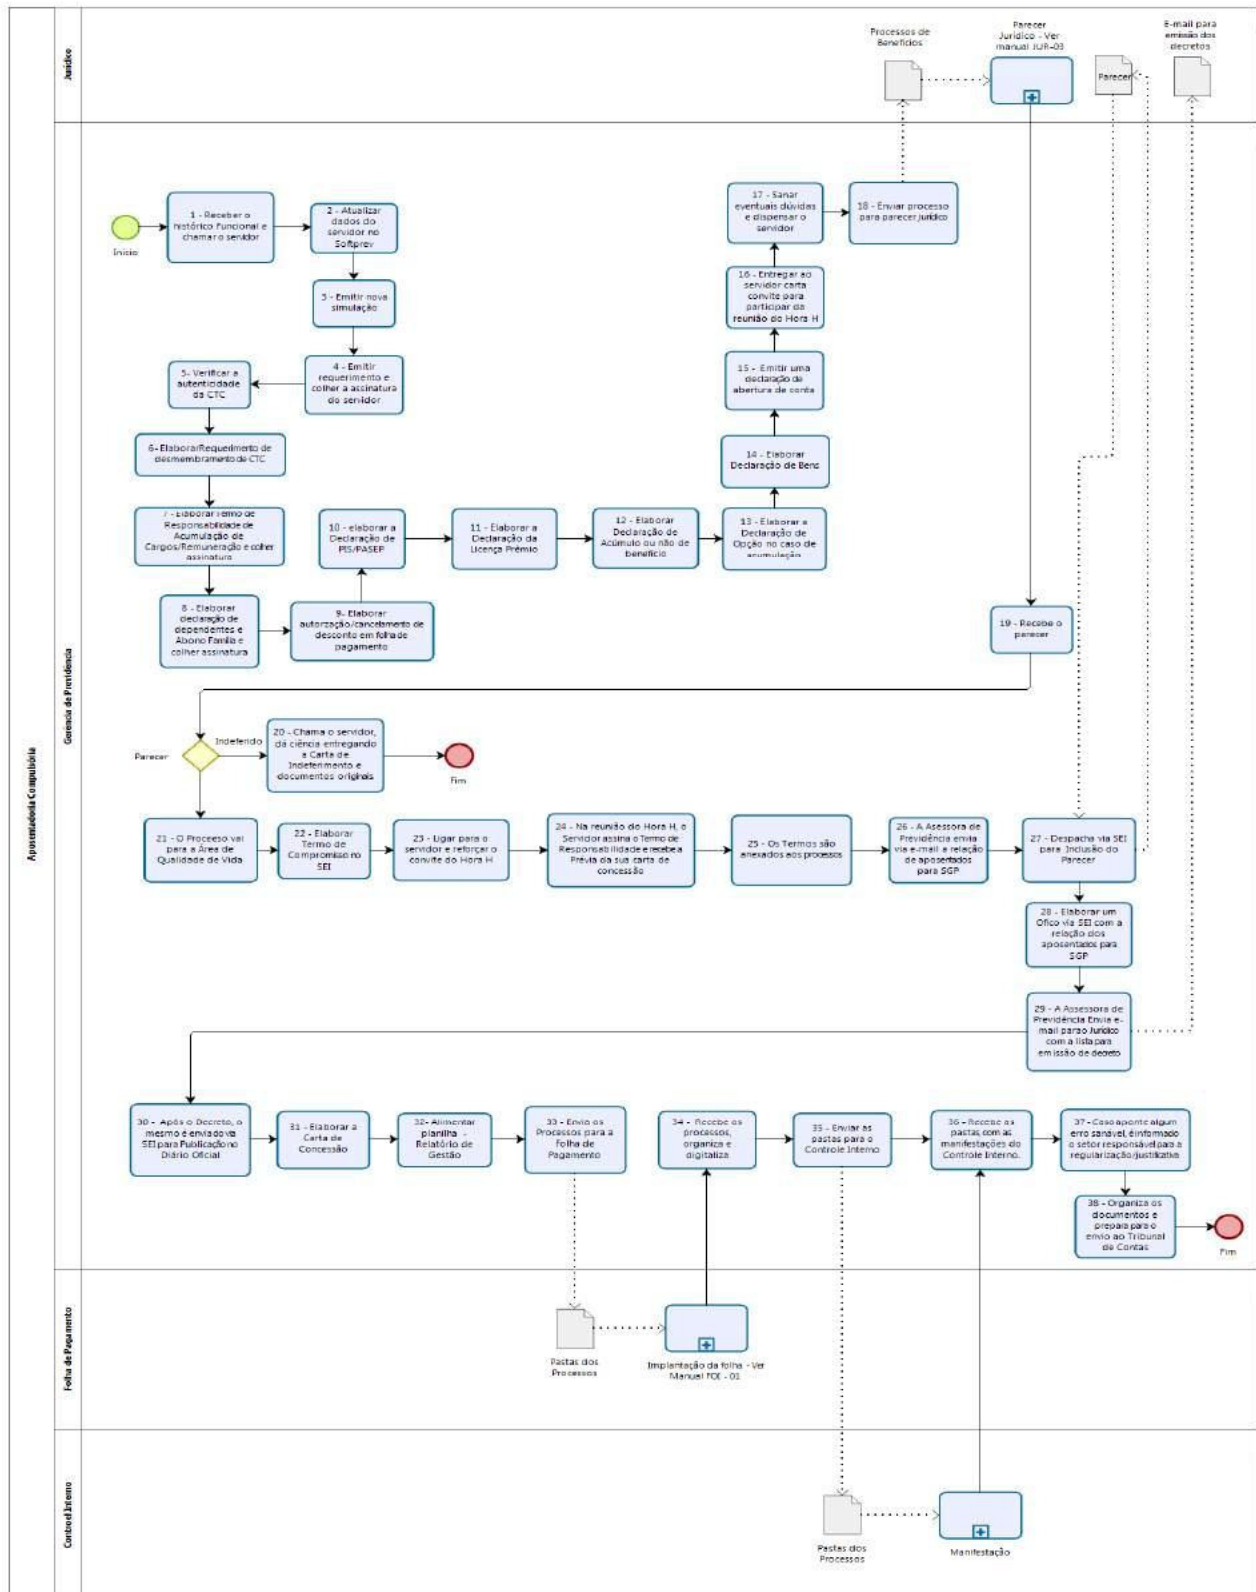 Aposentadoria Compulsória
Jurídico
Processos de
Benefícios
Parecer
Jurídico - Ver
manual JUR-03
Parecer
E-mail para
emissão dos
decretos
Gerência de Previdência
Início
1 - Receber o
histórico Funcional e
chamar o servidor
2 - Atualizar
dados do
servidor no
Softprev
3 - Emitir nova
simulação
4 - Emitir
requerimento e
colher a assinatura
do servidor
5- Verificar a
autenticidade
da CTC
6- Elaborar Requerimento de
desmembramento de CTC
7 - Elaborar Termo de
Responsabilidade de
Acumulação de
Cargos/Remuneração e colher
assinatura
8 - Elaborar
declaração de
dependentes e
Abono Família e
colher assinatura
9- Elaborar
autorzação/cancelamento de
desconto em folha de
pagamento
10 - elaborar a
Declaração de
PIS/PASEP
11 - Elaborar a
Declaração da
Licença Prêmio
12 - Elaborar
Declaração de
Acúmulo ou não de
benefício
13 - Elaborar a
Declaração de
Opção no caso de
acumulação
14 - Elaborar
Declaração de Bens
15 - Emitir uma
declaração de
abertura de conta
16 - Entregar ao
servidor carta
convite para
participar da
reunião do Hora H
17 - Sanar
eventuais dúvidas
e dispensar o
servidor
18 - Enviar processo
para parecer jurídico
19 - Recebe o
parecer
Parecer
Indeferido
20 - Chama o servidor,
dá ciência entregando
a Carta de
Indeferimento e
documentos originais
Fim
21 - O Proceeso vai
para a Área de
Qualidade de Vida
22 - Elaborar
Termo de
Compromisso no
SEI
23 - Ligar para o
servidor e reforçar o
convite do Hora H
24 - Na reunião do Hora H, o
Servidor assina o Termo de
Responsabilidade e recebe a
Prévia da sua carta de
concessão
25 - Os Termos são
anexados aos processos
26 - A Asessora de
Previdência envia
via e-mail a relação
de aposentados
para SGP
27 - Despacha via SEI
para Inclusão do
Parecer
28 - Elaborar um
Ofico via SEI com a
relação dos
aposentados para
SGP
29 - A Assessora de
Previdência Envia e-
mail para o Jurídico
com a lista para
emissão de decreto
30 - Após o Decreto, o
mesmo é enviado via
SEI para Publicação no
Diário Oficial
31 - Elaborar a
Carta de
Concessão
32- Alimentar
planilha -
Relatório de
Gestão
33 - Envio os
Processos para a
folha de
Pagamento
34 - Recebe os
processos,
organiza e
digitaliza
35 - Enviar as
pastas para o
Controle Interno
36 - Recebe as
pastas com as
manifestações do
Controle Interno.
37 - Caso aponte algum
erro sanável, é informado
o setor responsável para a
regularização/justificativa
38 - Organiza os
documentos e
prepara para o
envio ao Tribunal
de Contas
Fim
Folha de Pagamento
Pastas dos
Processos
Implantação da folha - Ver
Manual FOI - 01
Controel Interno
Pastas dos
Processos
Manifestação